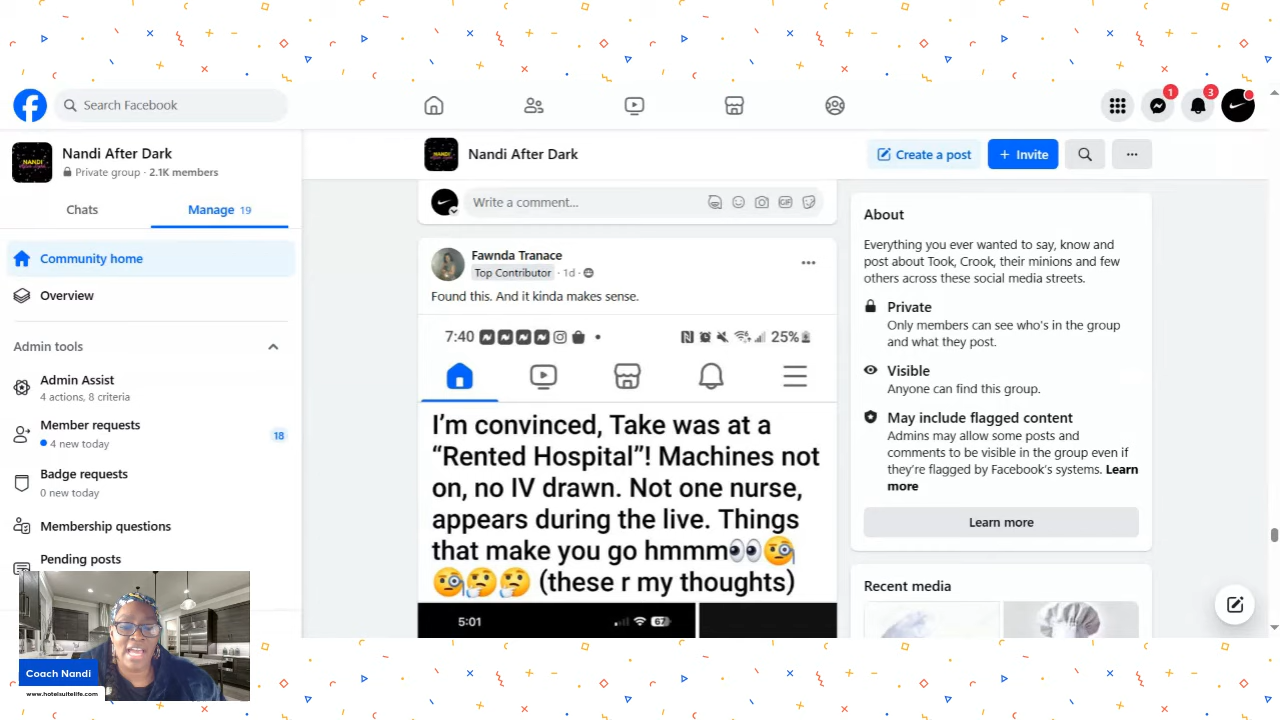 Search Facebook
1
3
NANDI
Nandi After Dark
Private group · 2.1K members
Chats
Manage 19
Community home
Overview
Admin tools
Admin Assist
4 actions, 8 criteria
Member requests
4 new today
18
Badge requests
0 new today
Membership questions
Pending posts
Coach Nandi
www.hotelsuitelife.com
NANDI
Nandi After Dark
Create a post
+ Invite
Write a comment...
GIF
Fawnda Tranace
Top Contributor · 1d ·
Found this. And it kinda makes sense.
7:40
25%
I'm convinced, Take was at a
“Rented Hospital”! Machines not
on, no IV drawn. Not one nurse,
appears during the live. Things
that make you go hmmm👀🧐
🧐🤔🤔 (these r my thoughts)
5:01
67
About
Everything you ever wanted to say, know and
post about Took, Crook, their minions and few
others across these social media streets.
Private
Only members can see who's in the group
and what they post.
Visible
Anyone can find this group.
May include flagged content
Admins may allow some posts and
comments to be visible in the group even if
they're flagged by Facebook's systems. Learn
more
Learn more
Recent media